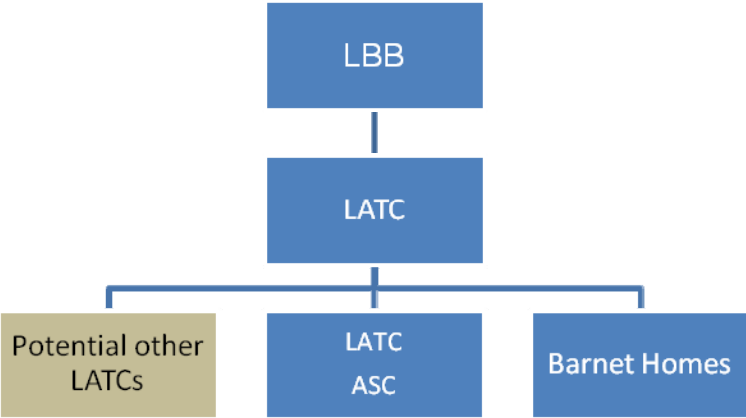 LBB
LATC
Potential other
LATCs
LATC
ASC
Barnet Homes